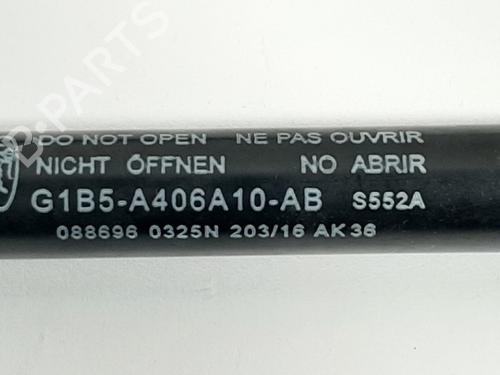 DO NOT OPEN NE PAS OUVRIR
NICHT ÖFFNEN NO ABRIR
G1B5-A406A10-AB S552A
088696 0325N 203/16 AK36
B-PARTS